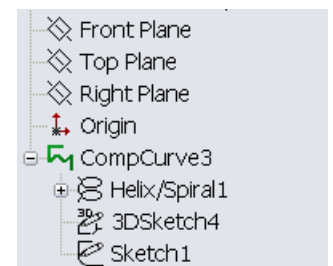 Front Plane
Top Plane
Right Plane
Origin
CompCurve3
Helix/Spiral1
3DSketch4
Sketch1